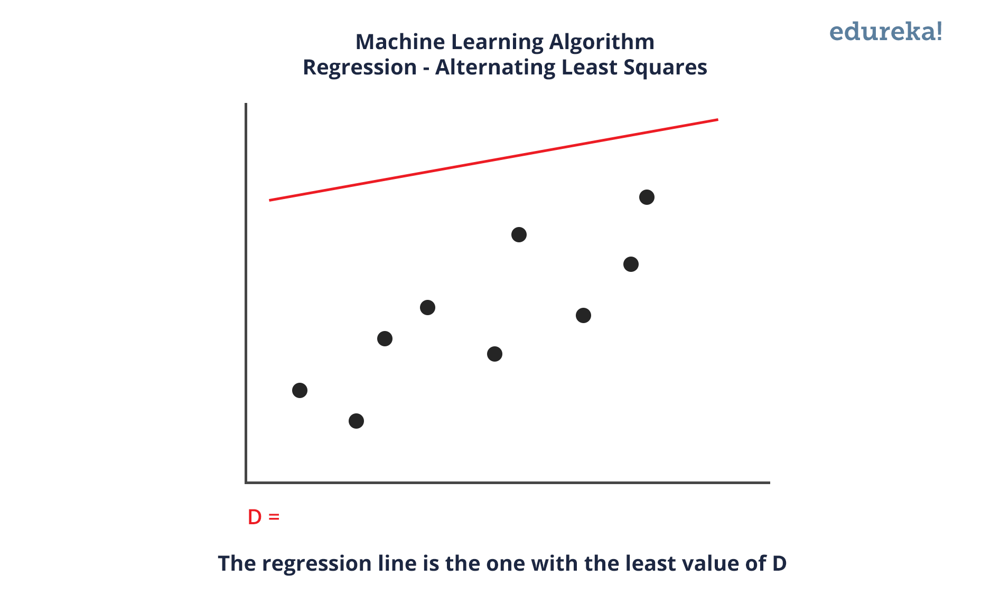 edureka!
Machine Learning Algorithm
Regression - Alternating Least Squares
D =
The regression line is the one with the least value of D